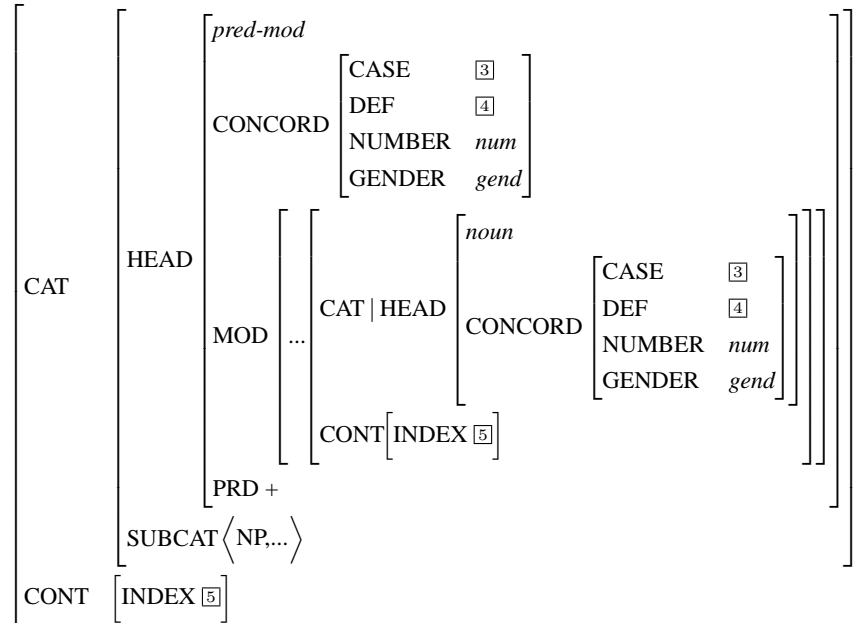 pred-mod
CASE 3
DEF 4
CONCORD
NUMBER num
GENDER gend
noun
HEAD
CASE 3
CAT
CAT | HEAD
DEF 4
MOD ...
CONCORD
NUMBER num
GENDER gend
CONT[INDEX 5]
PRD +
SUBCAT⟨NP,...⟩
CONT [INDEX 5]